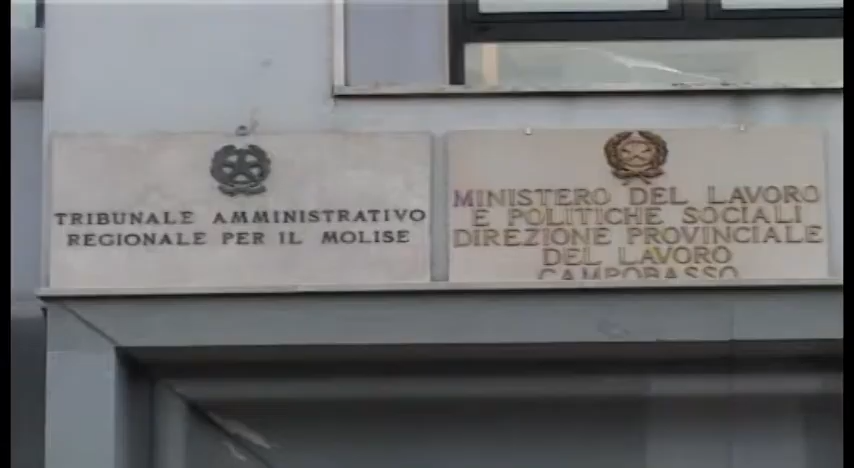 TRIBUNALE AMMINISTRATIVO
REGIONALE PER IL MOLISE
MINISTERO DEL LAVORO
E POLITICHE SOCIALI
DIREZIONE PROVINCIALE
DEL LAVORO
CAMPOBASSO